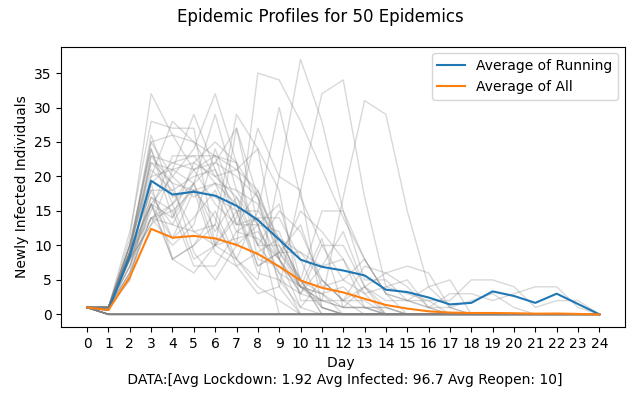 Epidemic Profiles for 50 Epidemics
Average of Running
Average of All
Newly Infected Individuals
35
30
25
20
15
10
5
0
0 1 2 3 4 5 6 7 8 9 10 11 12 13 14 15 16 17 18 19 20 21 22 23 24
Day
DATA:[Avg Lockdown: 1.92 Avg Infected: 96.7 Avg Reopen: 10]